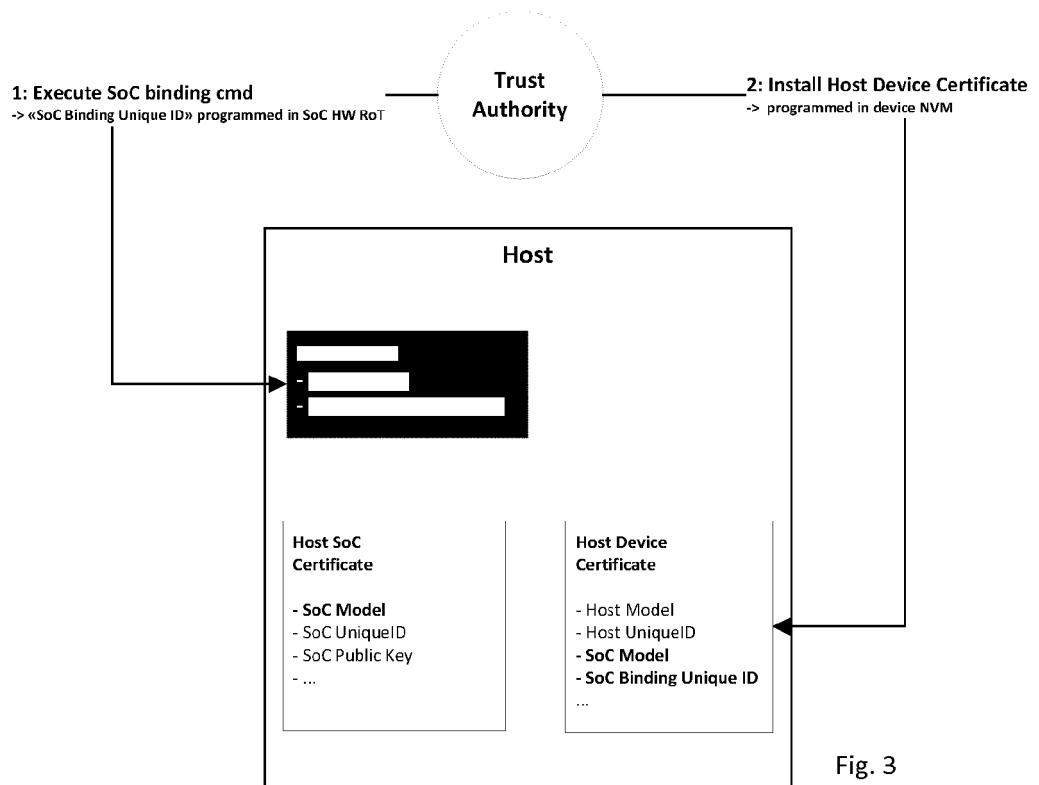 Trust
Authority
1: Execute SoC binding cmd
-> «SoC Binding Unique ID» programmed in SoC HW RoT
2: Install Host Device Certificate
-> programmed in device NVM
Host
-
-
Host SoC
Certificate
- SoC Model
- SoC UniqueID
- SoC Public Key
- ...
Host Device
Certificate
- Host Model
- Host UniqueID
- SoC Model
- SoC Binding Unique ID
...
Fig. 3